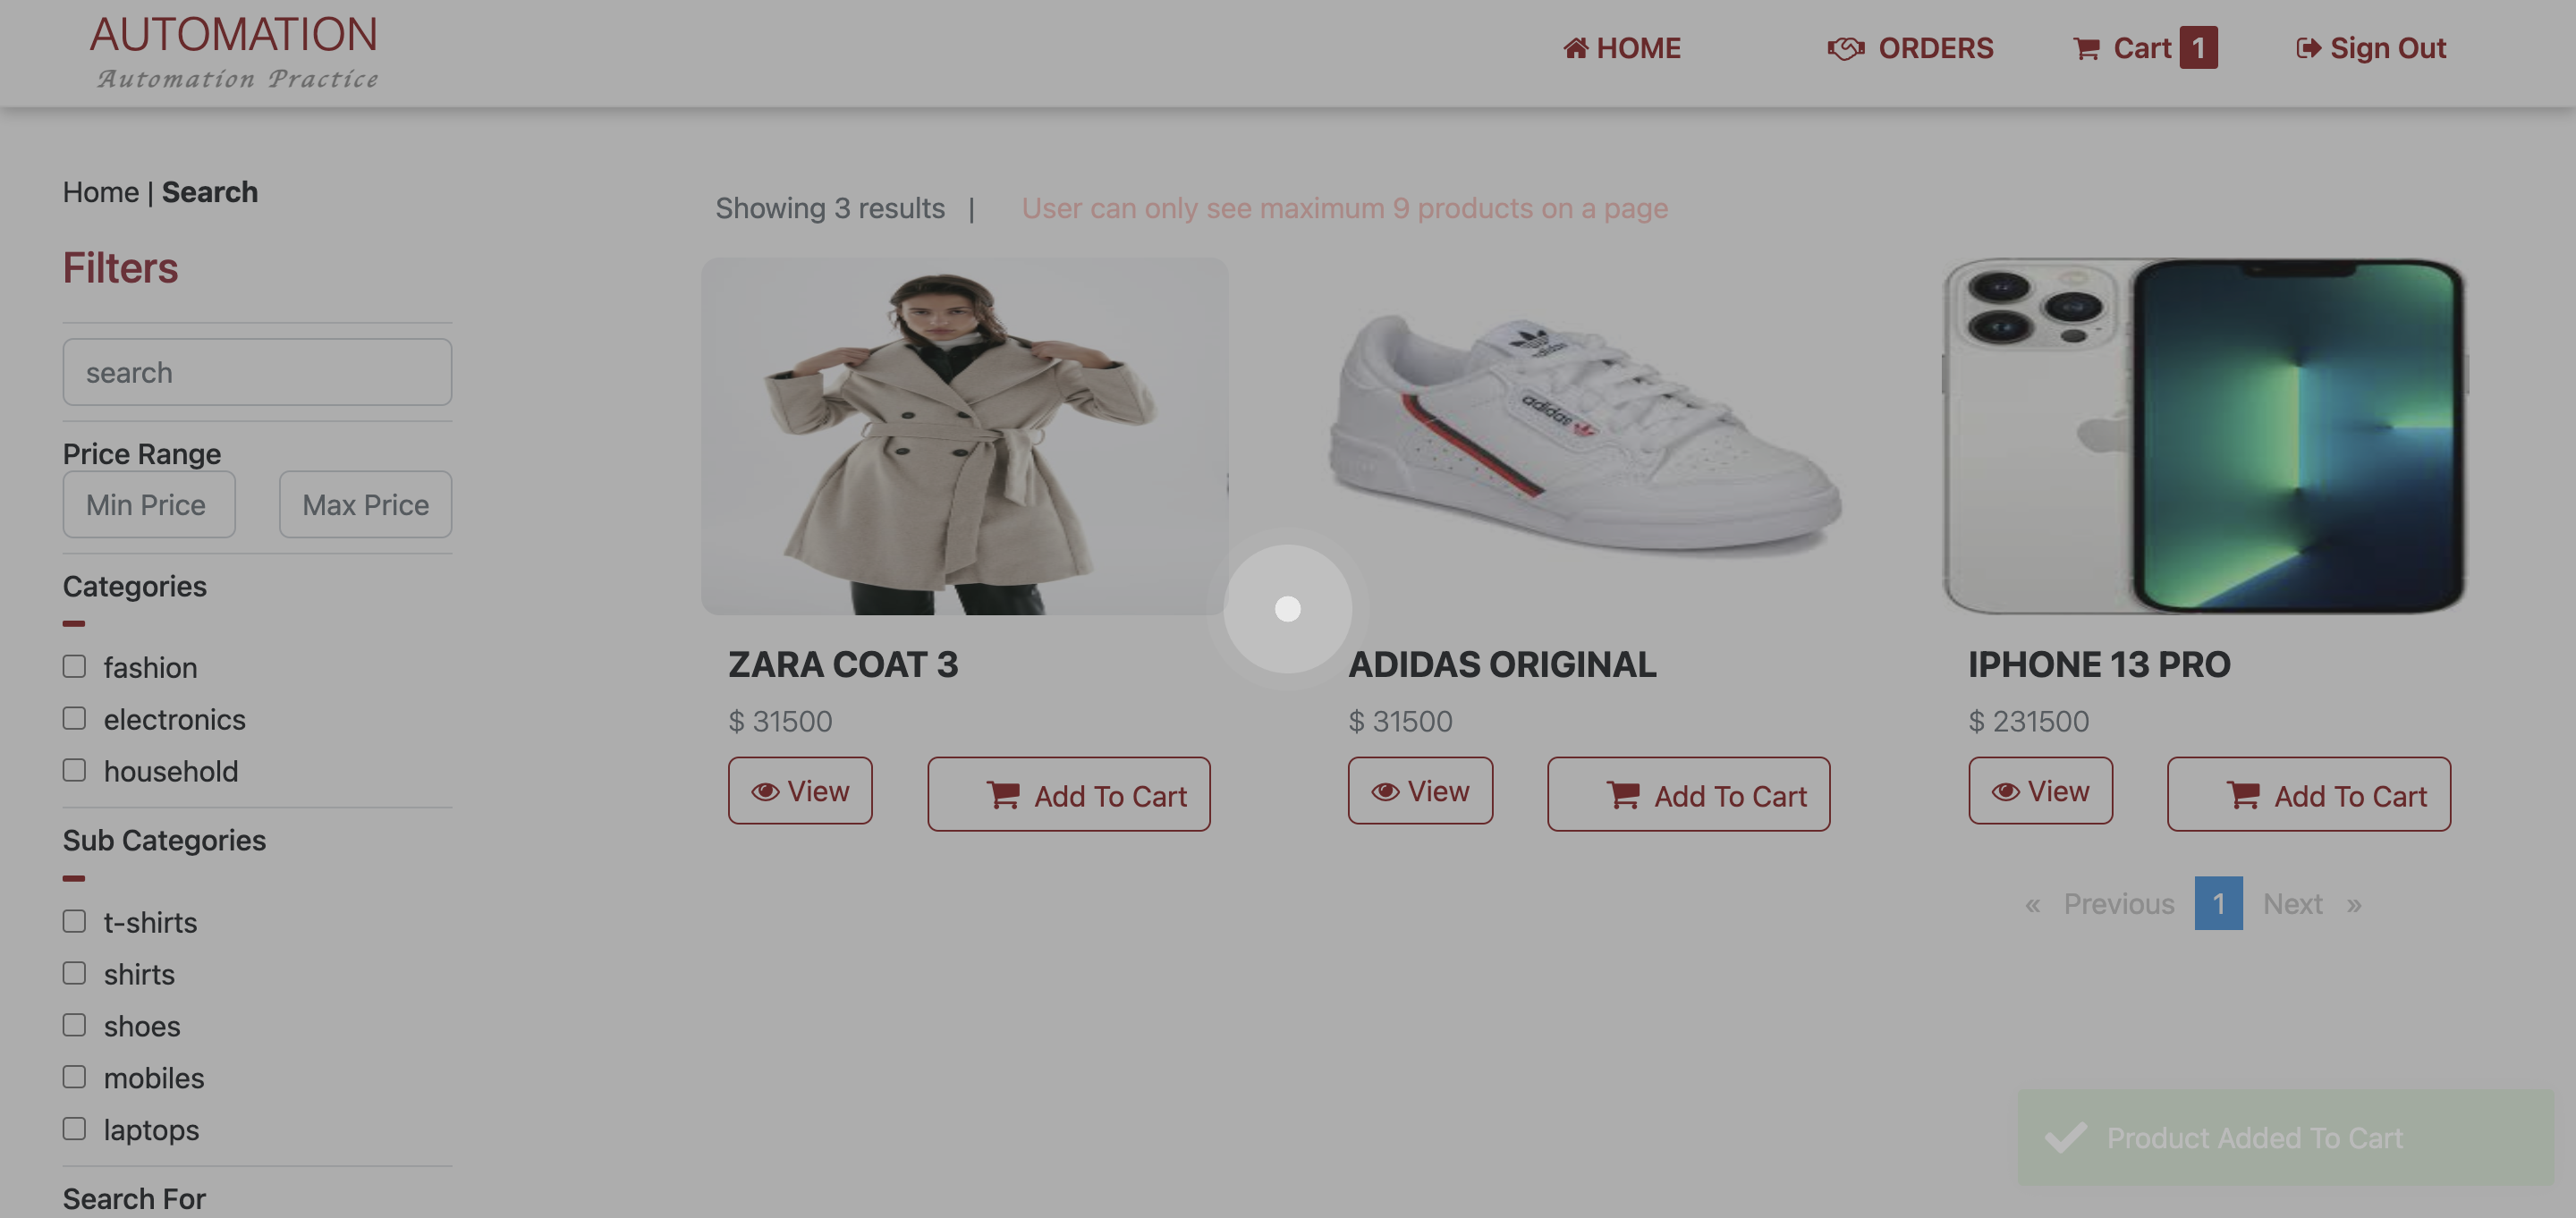 AUTOMATION
Automation Practice
HOME
ORDERS
Cart 1
Sign Out
Home | Search
Showing 3 results |
User can only see maximum 9 products on a page
Filters
search
Price Range
Min Price
Max Price
Categories
fashion
electronics
household
Sub Categories
t-shirts
shirts
shoes
mobiles
laptops
Search For
adidas
adidas
ZARA COAT 3
$ 31500
View
Add To Cart
ADIDAS ORIGINAL
$ 31500
View
Add To Cart
IPHONE 13 PRO
$ 231500
View
Add To Cart
« Previous 1 Next »
Product Added To Cart